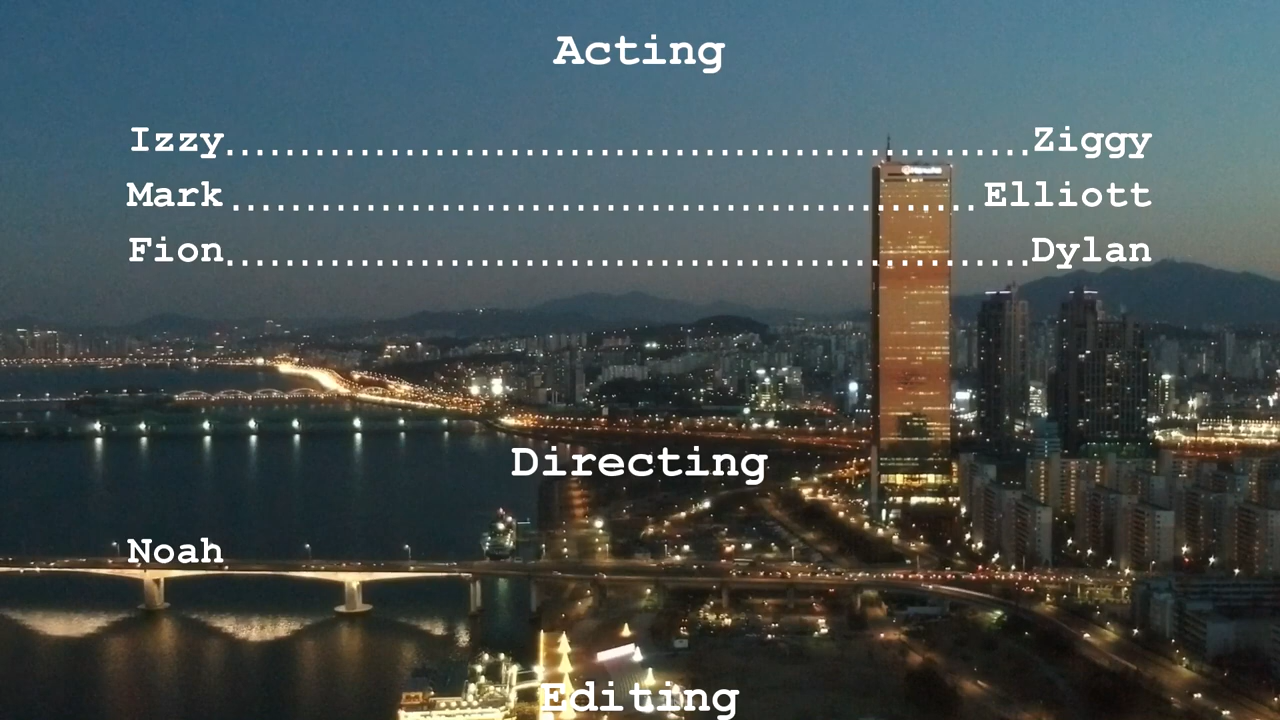 Acting
Izzy............................................Ziggy
Mark.........................................Elliott
Fion............................................Dylan
Directing
Noah
Editing